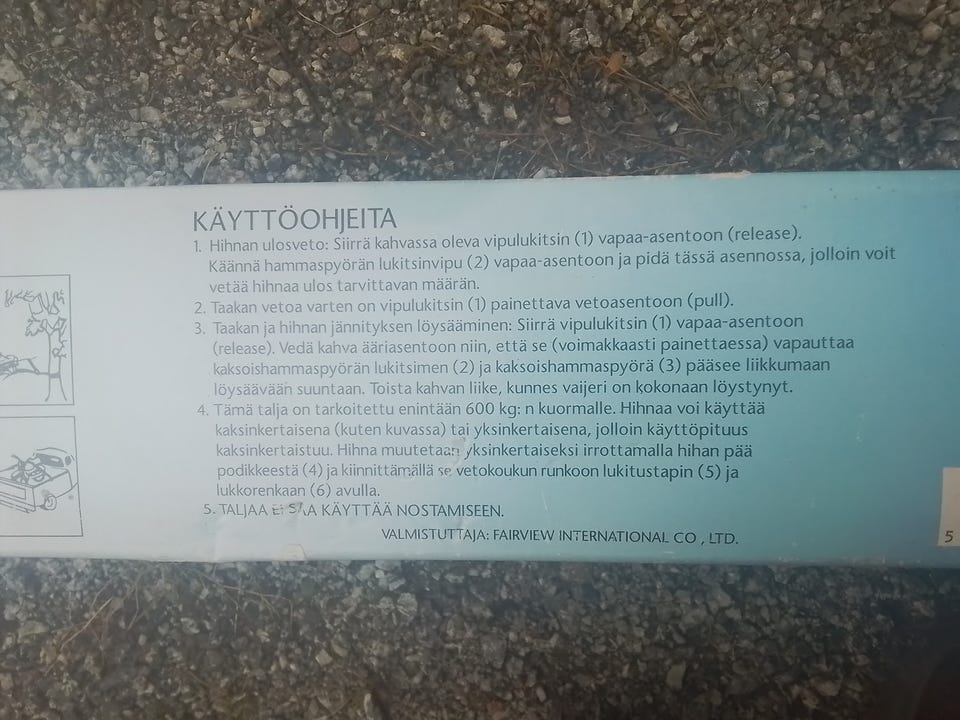 KÄYTTÖOHJEITA
1. Hihnan ulosveto: Siirrä kahvassa oleva vipulukitsin (1) vapaa-asentoon (release).
Käännä hammaspyörän lukitsinvipu (2) vapaa-asentoon ja pidä tässä asennossa, jolloin voit
vetää hihnaa ulos tarvittavan määrän.
2. Taakan vetoa varten on vipulukitsin (1) painettava vetoasentoon (pull).
3. Taakan ja hihnan jännityksen löysääminen: Siirrä vipulukitsin (1) vapaa-asentoon
(release). Vedä kahva ääriasentoon niin, että se (voimakkaasti painettaessa) vapauttaa
kaksoishammaspyörän lukitsimen (2) ja kaksoishammaspyörä (3) pääsee liikkumaan
löysäävään suuntaan. Toista kahvan liike, kunnes vaijeri on kokonaan löystynyt.
4. Tämä talja on tarkoitettu enintään 600 kg: n kuormalle. Hihnaa voi käyttää
kaksinkertaisena (kuten kuvassa) tai yksinkertaisena, jolloin käyttöpituus
kaksinkertaistuu. Hihna muutetaan yksinkertaiseksi irrottamalla hihan pää
podikkeestä (4) ja kiinnittämällä se vetokoukun runkoon lukitustapin (5) ja
lukkorenkaan (6) avulla.
5. TALJAA EI SAA KÄYTTÄÄ NOSTAMISEEN.
VALMISTUTTAJA: FAIRVIEW INTERNATIONAL CO , LTD.
5